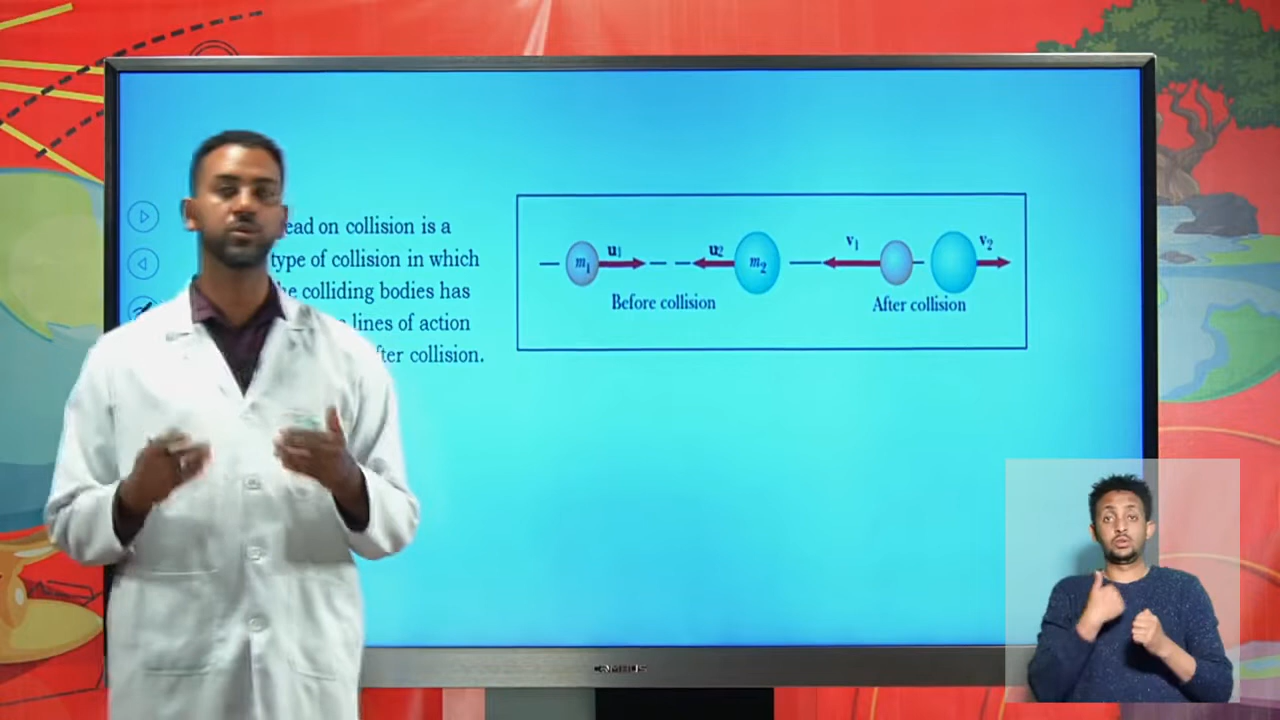 ead on collision is a
type of collision in which
he colliding bodies has
lines of action
fter collision.
u1
u2
v1
v2
m1
m2
Before collision
After collision